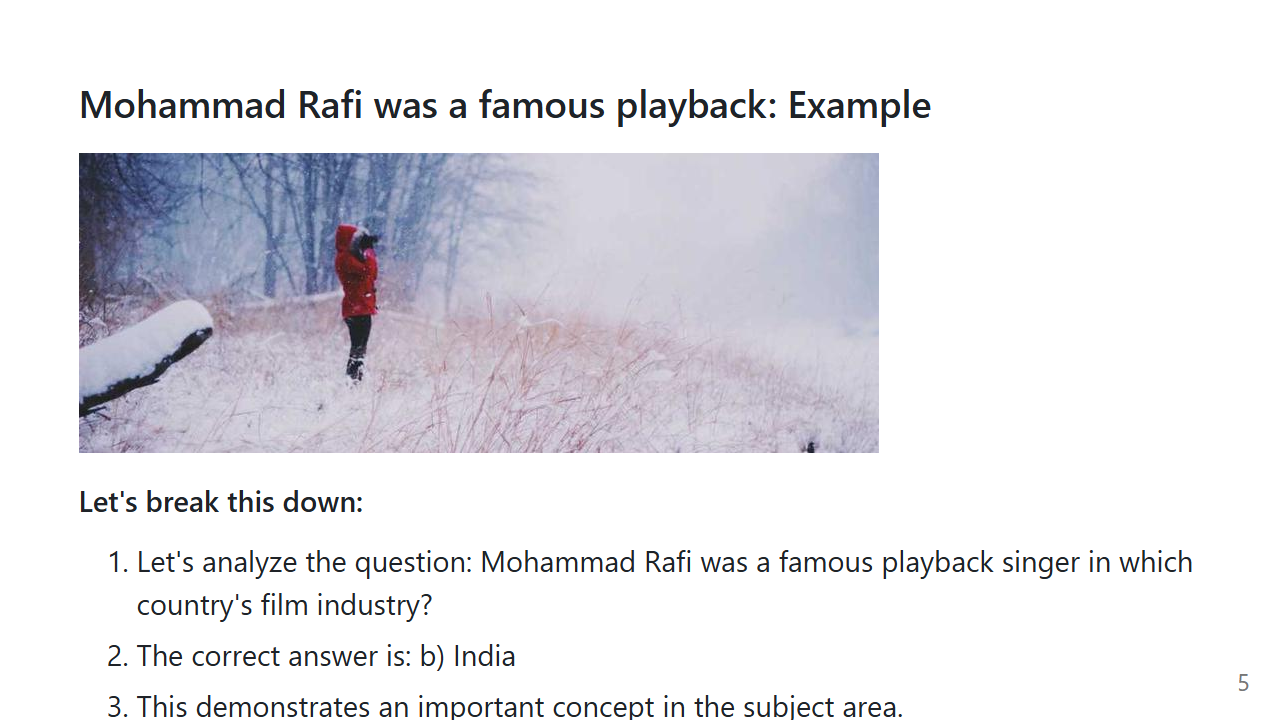 Mohammad Rafi was a famous playback: Example
Let's break this down:
1. Let's analyze the question: Mohammad Rafi was a famous playback singer in which
country's film industry?
2. The correct answer is: b) India
3. This demonstrates an important concept in the subject area.
5